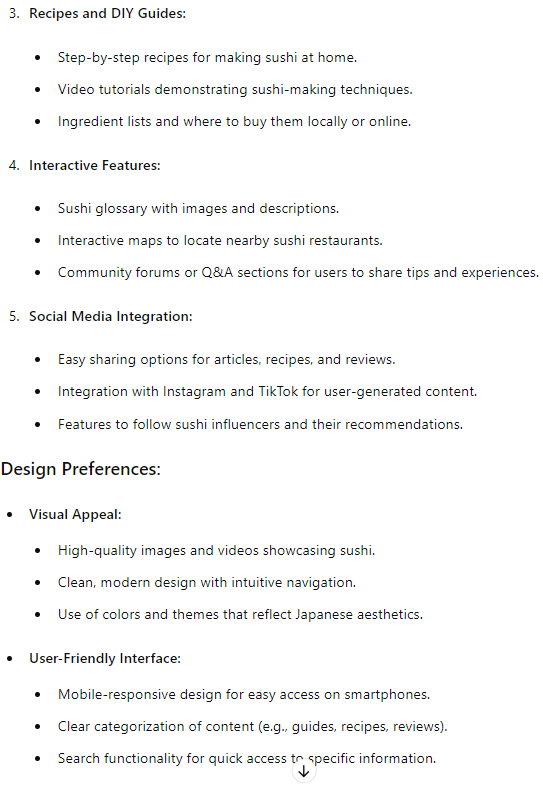 3. Recipes and DIY Guides:
• Step-by-step recipes for making sushi at home.
• Video tutorials demonstrating sushi-making techniques.
• Ingredient lists and where to buy them locally or online.
4. Interactive Features:
• Sushi glossary with images and descriptions.
• Interactive maps to locate nearby sushi restaurants.
• Community forums or Q&A sections for users to share tips and experiences.
5. Social Media Integration:
• Easy sharing options for articles, recipes, and reviews.
• Integration with Instagram and TikTok for user-generated content.
• Features to follow sushi influencers and their recommendations.
Design Preferences:
• Visual Appeal:
• High-quality images and videos showcasing sushi.
• Clean, modern design with intuitive navigation.
• Use of colors and themes that reflect Japanese aesthetics.
• User-Friendly Interface:
• Mobile-responsive design for easy access on smartphones.
• Clear categorization of content (e.g., guides, recipes, reviews).
• Search functionality for quick access to specific information.